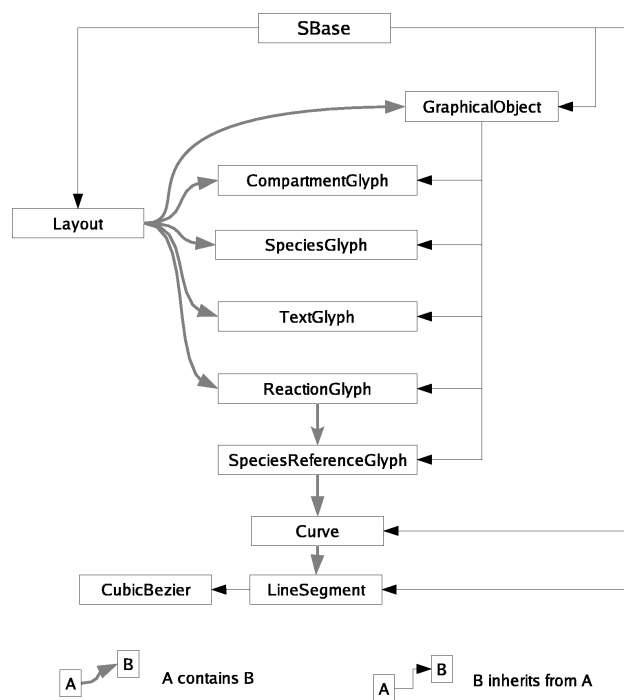 SBase
GraphicalObject
CompartmentGlyph
Layout
SpeciesGlyph
TextGlyph
ReactionGlyph
SpeciesReferenceGlyph
Curve
CubicBezier
LineSegment
A
B
A contains B
A
B
B inherits from A